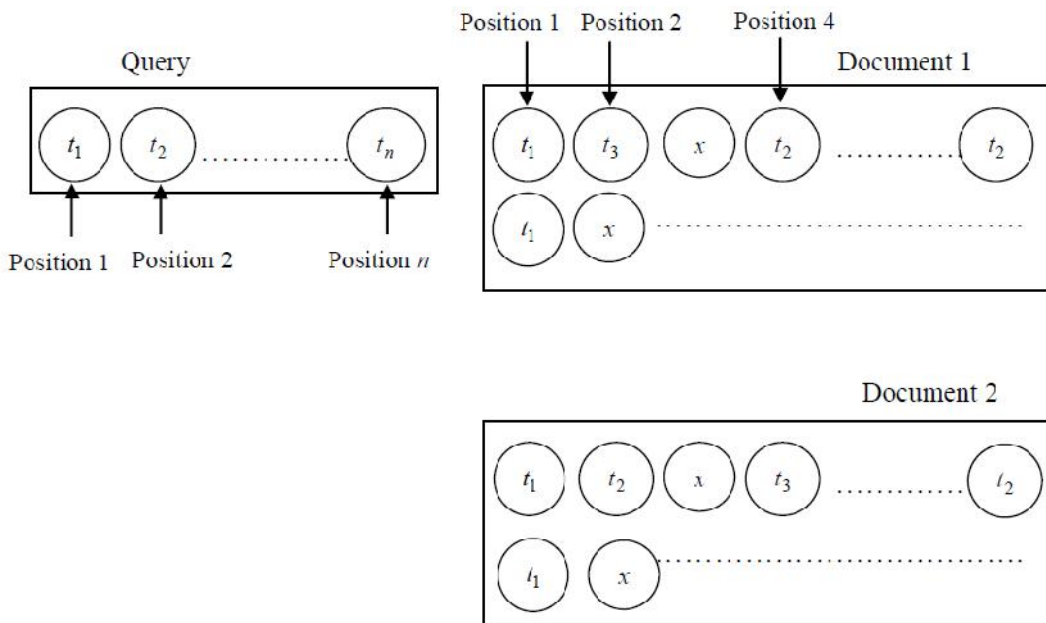 Position 1 Position 2 Position 4
Query
Document 1
t1 t2 .............. tn
t1 t3 x t2 ............ t2
t1 x ..........................................
Position 1 Position 2 Position n
Document 2
t1 t2 x t3 ............ t2
t1 x ..........................................